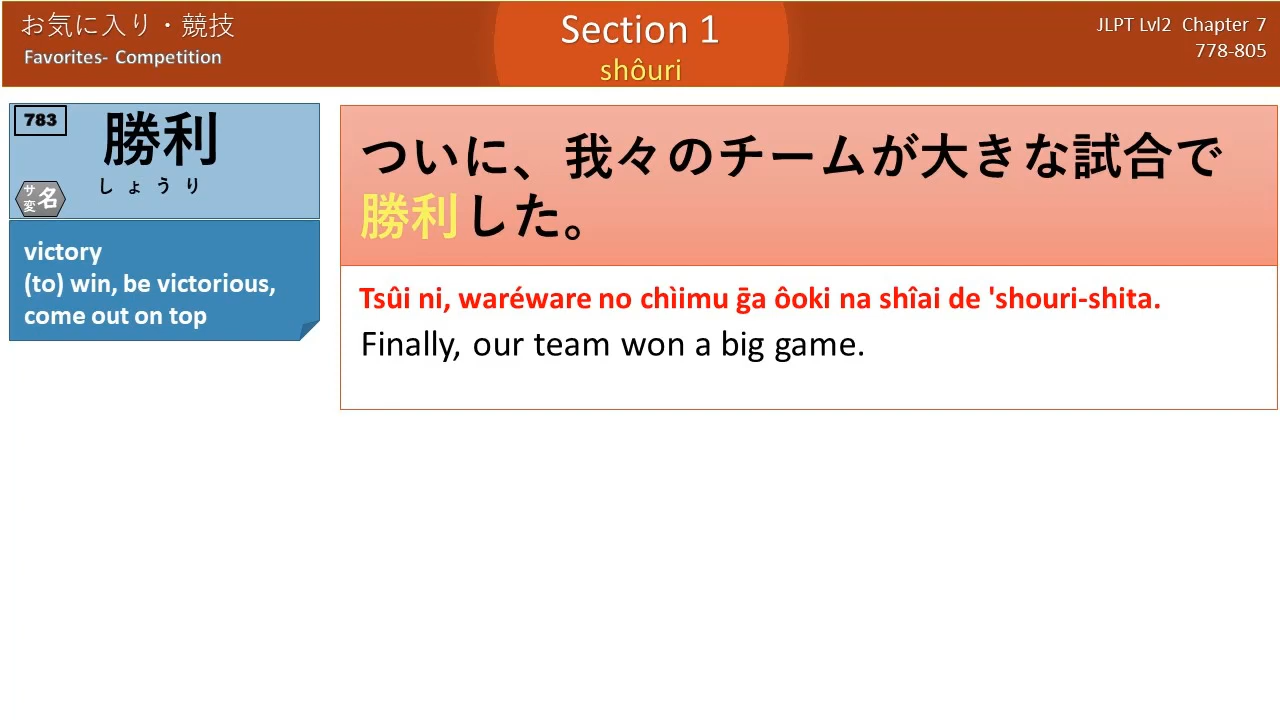 お気に入り・競技
Favorites- Competition
Section 1
shôuri
JLPT Lvl2 Chapter 7
778-805
783
勝利
しょうり
サ変 名
victory
(to) win, be victorious,
come out on top
ついに、我々のチームが大きな試合で
勝利した。
Tsûi ni, waréware no chìimu ḡa ôoki na shîai de 'shouri-shita.
Finally, our team won a big game.